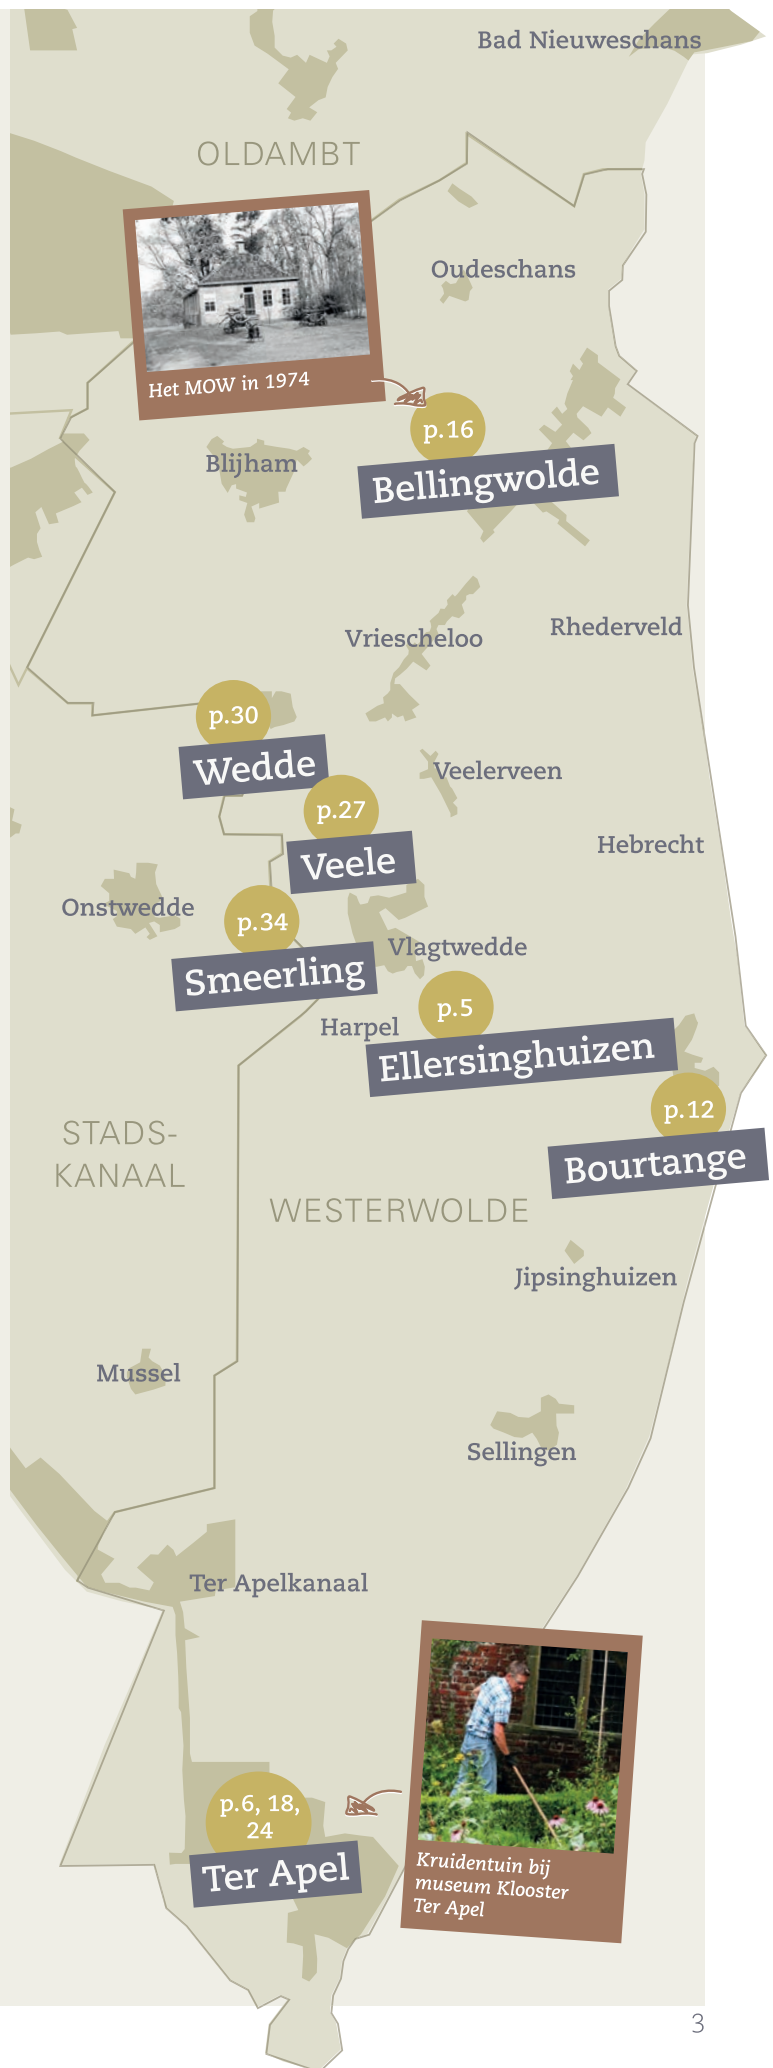 Bad Nieuweschans
OLDAMBT
Oudeschans
Het MOW in 1974
p.16
Bellingwolde
Blijham
Rhederveld
Vriescheloo
p.30
Wedde
Veelerveen
p.27
Veele
Hebrecht
Onstwedde
p.34
Smeerling
Vlagtwedde
p.5
Harpel
Ellersinghuizen
p.12
Bourtange
STADS-
KANAAL
WESTERWOLDE
Jipsinghuizen
Mussel
Sellingen
Ter Apelkanaal
p.6, 18,
24
Ter Apel
Kruidentuin bij
museum Klooster
Ter Apel
3